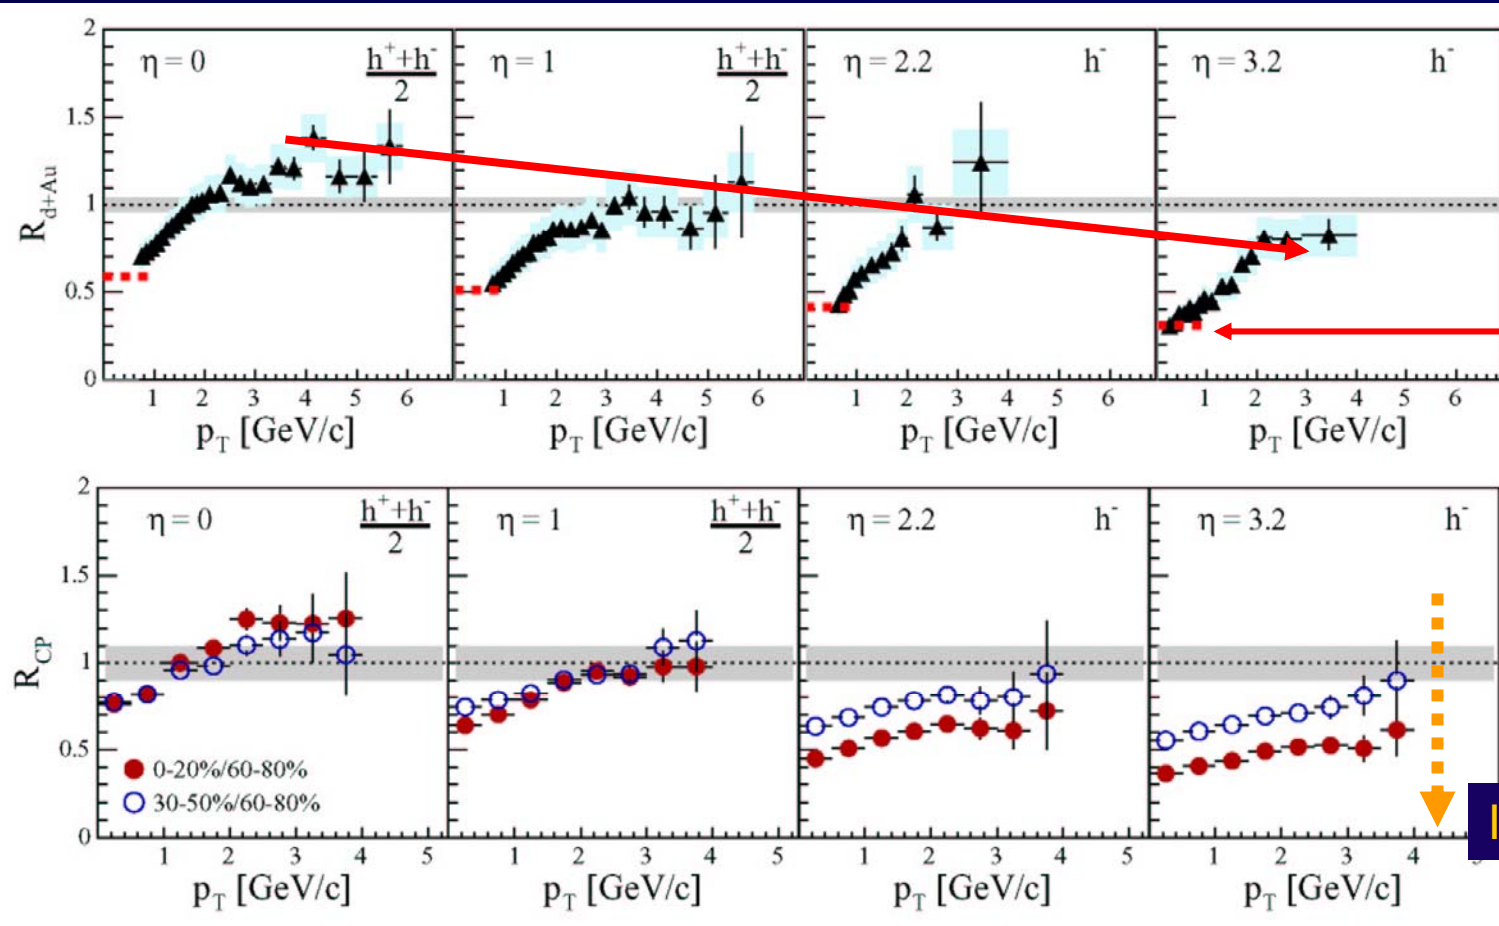 2
η = 0
h⁺+h⁻
2
η = 1
h⁺+h⁻
2
η = 2.2
h⁻
η = 3.2
h⁻
1.5
1
0.5
0
R_d+Au
1 2 3 4 5 6
1 2 3 4 5 6
1 2 3 4 5 6
1 2 3 4 5 6
p_T [GeV/c]
p_T [GeV/c]
p_T [GeV/c]
p_T [GeV/c]
2
η = 0
h⁺+h⁻
2
η = 1
h⁺+h⁻
2
η = 2.2
h⁻
η = 3.2
h⁻
1.5
1
0.5
0
R_CP
0-20%/60-80%
30-50%/60-80%
1 2 3 4 5
1 2 3 4 5
1 2 3 4 5
1 2 3 4
p_T [GeV/c]
p_T [GeV/c]
p_T [GeV/c]
p_T [GeV/c]